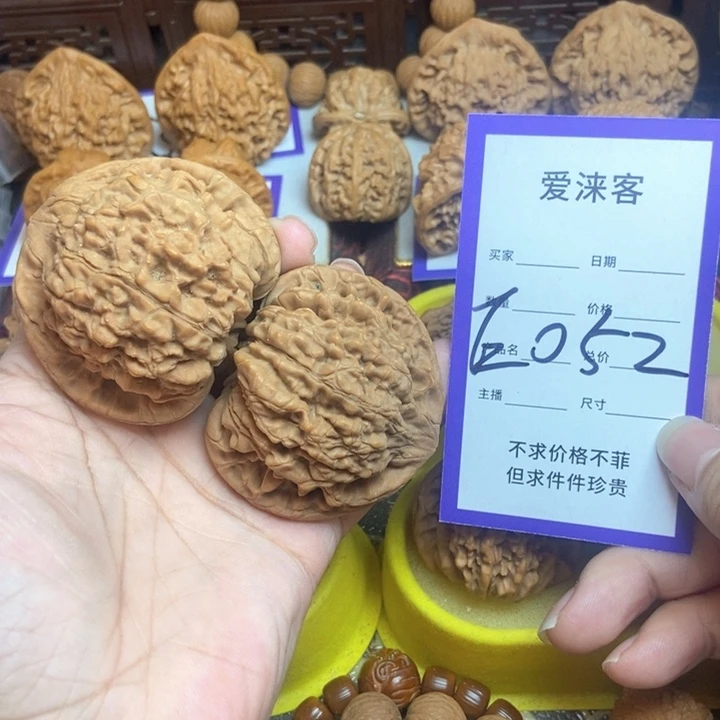 爱涞客
买家 日期
数量 价格
E052
品名 总价
主播 尺寸
不求价格不菲
但求件件珍贵